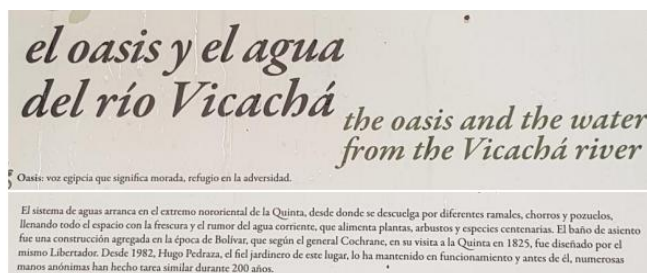 el oasis y el agua
del río Vicachá
the oasis and the water
from the Vicachá river
Oasis: voz egipcia que significa morada, refugio en la adversidad.
El sistema de aguas arranca en el extremo nororiental de la Quinta, desde donde se descuelga por diferentes ramales, chorros y pozuelos,
llenando todo el espacio con la frescura y el rumor del agua corriente, que alimenta plantas, arbustos y especies centenarias. El baño de asiento
fue una construcción agregada en la época de Bolívar, que según el general Cochrane, en su visita a la Quinta en 1825, fue diseñado por el
mismo Libertador. Desde 1982, Hugo Pedraza, el fiel jardinero de este lugar, lo ha mantenido en funcionamiento y antes de él, numerosas
manos anónimas han hecho tarea similar durante 200 años.